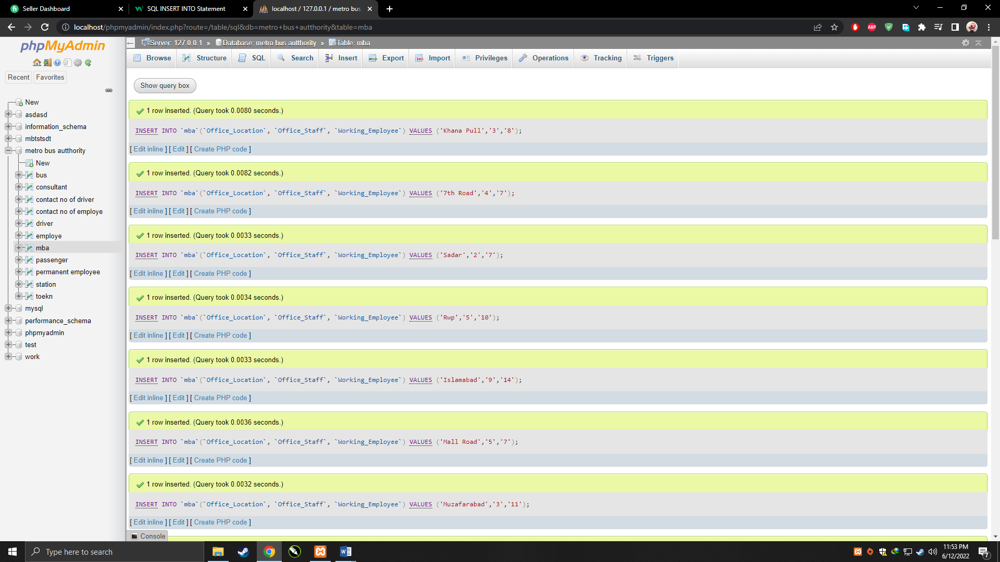 Seller Dashboard
SQL INSERT INTO Statement
localhost / 127.0.0.1 / metro bus
localhost/phpmyadmin/index.php?route=/table/sql&db=metro+bus+autthority&table=mba
ABP
phpMyAdmin
Recent
Favorites
New
asdasd
information_schema
mbtstsdt
metro bus autthority
New
bus
consultant
contact no of driver
contact no of employe
driver
employe
mba
passenger
permanent employee
station
toekn
mysql
performance_schema
phpmyadmin
test
work
Server: 127.0.0.1 » Database: metro bus autthority » Table: mba
Browse Structure SQL Search Insert Export Import Privileges Operations Tracking Triggers
Show query box
1 row inserted. (Query took 0.0080 seconds.)
INSERT INTO `mba`(`Office_Location`, `Office_Staff`, `Working_Employee`) VALUES ('Khana Pull','3','8');
[ Edit inline ] [ Edit ] [ Create PHP code ]
1 row inserted. (Query took 0.0082 seconds.)
INSERT INTO `mba`(`Office_Location`, `Office_Staff`, `Working_Employee`) VALUES ('7th Road','4','7');
[ Edit inline ] [ Edit ] [ Create PHP code ]
1 row inserted. (Query took 0.0033 seconds.)
INSERT INTO `mba`(`Office_Location`, `Office_Staff`, `Working_Employee`) VALUES ('Sadar','2','7');
[ Edit inline ] [ Edit ] [ Create PHP code ]
1 row inserted. (Query took 0.0034 seconds.)
INSERT INTO `mba`(`Office_Location`, `Office_Staff`, `Working_Employee`) VALUES ('Rwp','5','10');
[ Edit inline ] [ Edit ] [ Create PHP code ]
1 row inserted. (Query took 0.0033 seconds.)
INSERT INTO `mba`(`Office_Location`, `Office_Staff`, `Working_Employee`) VALUES ('Islamabad','9','14');
[ Edit inline ] [ Edit ] [ Create PHP code ]
1 row inserted. (Query took 0.0036 seconds.)
INSERT INTO `mba`(`Office_Location`, `Office_Staff`, `Working_Employee`) VALUES ('Mall Road','5','7');
[ Edit inline ] [ Edit ] [ Create PHP code ]
1 row inserted. (Query took 0.0032 seconds.)
INSERT INTO `mba`(`Office_Location`, `Office_Staff`, `Working_Employee`) VALUES ('Muzafarabad','3','11');
[ Edit inline ] [ Edit ] [ Create PHP code ]
Console
Type here to search
11:53 PM
6/12/2022
7